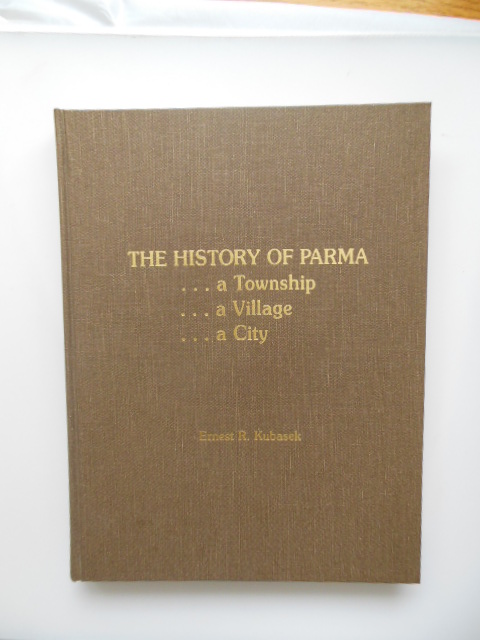 THE HISTORY OF PARMA
. . . a Township
. . . a Village
. . . a City
Ernest R. Kubasek